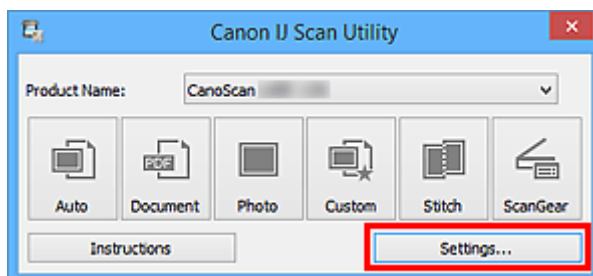 Canon IJ Scan Utility
Product Name: CanoScan
PDF
Auto Document Photo Custom Stitch ScanGear
Instructions Settings...